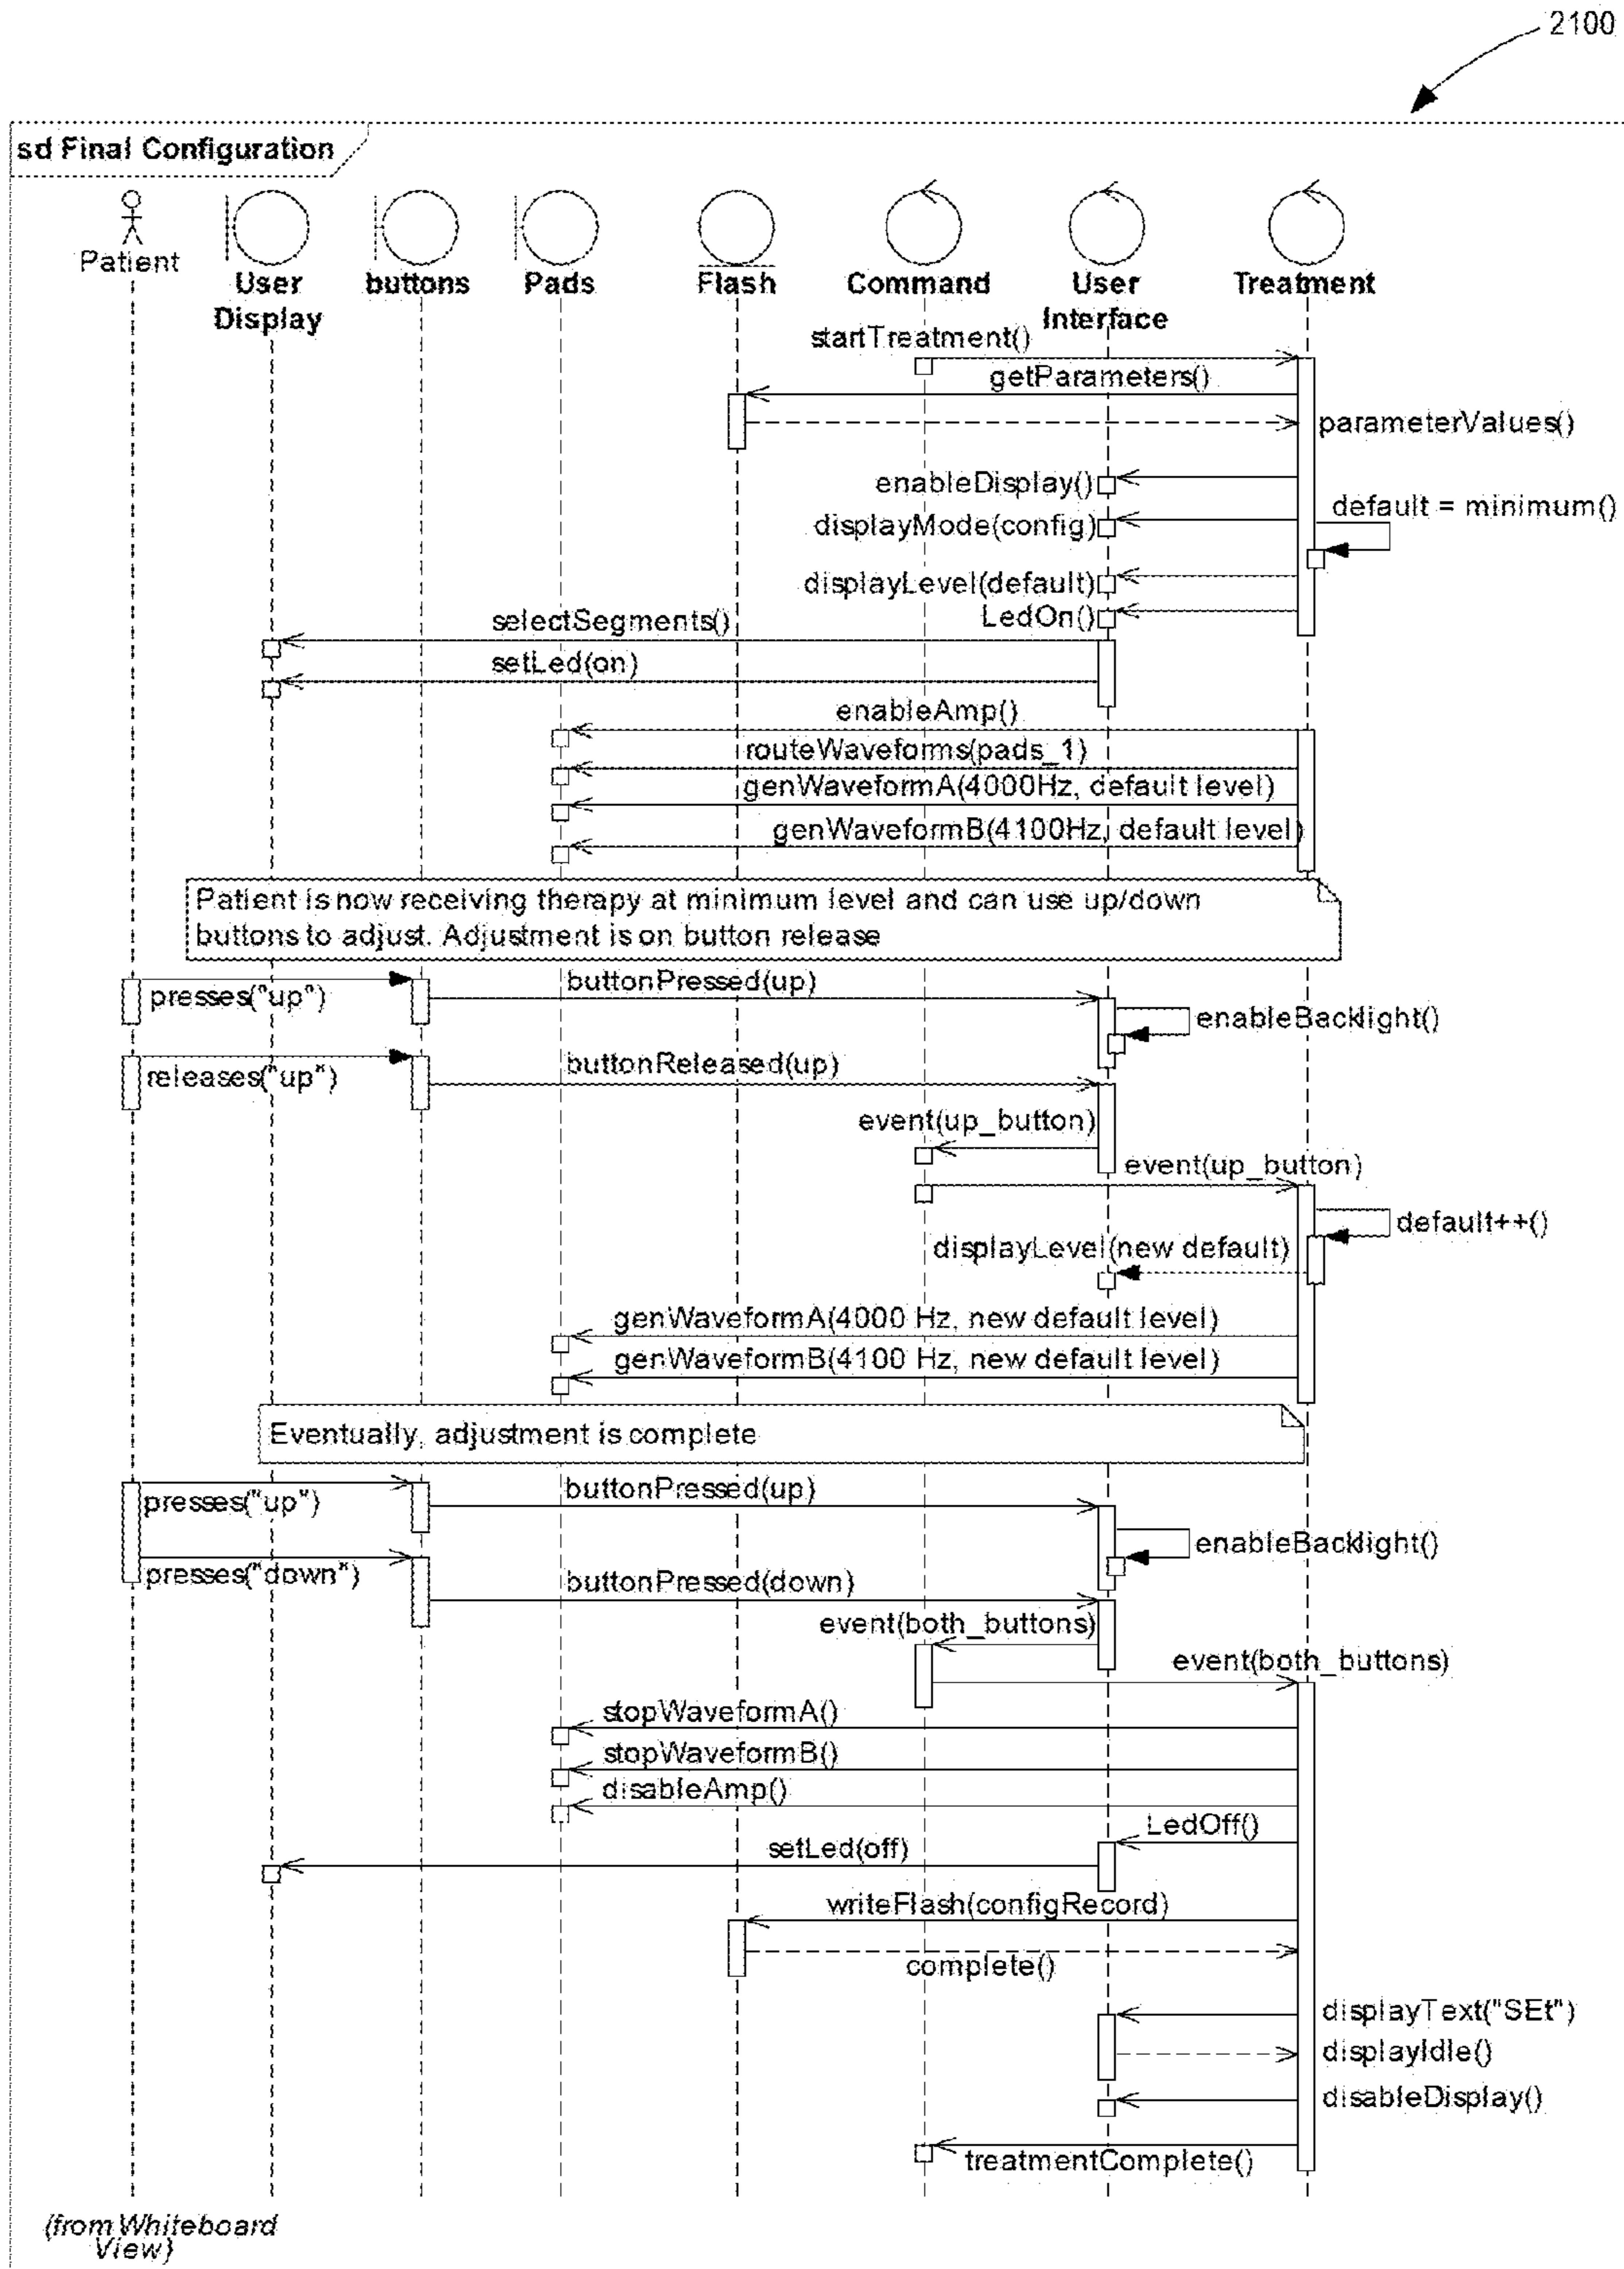 2100
sd Final Configuration
Patient
User
Display
buttons
Pads
Flash
Command
User
Interface
Treatment
startTreatment()
getParameters()
parameterValues()
enableDisplay()
default = minimum()
displayMode(config)
displayLevel(default)
LedOn()
selectSegments()
setLed(on)
enableAmp()
routeWaveforms(pads_1)
genWaveformA(4000Hz, default level)
genWaveformB(4100Hz, default level)
Patient is now receiving therapy at minimum level and can use up/down
buttons to adjust. Adjustment is on button release
presses("up")
buttonPressed(up)
enableBacklight()
releases("up")
buttonReleased(up)
event(up_button)
event(up_button)
default++()
displayLevel(new default)
genWaveformA(4000 Hz, new default level)
genWaveformB(4100 Hz, new default level)
Eventually, adjustment is complete
presses("up")
buttonPressed(up)
enableBacklight()
presses("down")
buttonPressed(down)
event(both_buttons)
event(both_buttons)
stopWaveformA()
stopWaveformB()
disableAmp()
LedOff()
setLed(off)
writeFlash(configRecord)
complete()
displayText("SEt")
displayIdle()
disableDisplay()
treatmentComplete()
(from Whiteboard
View)